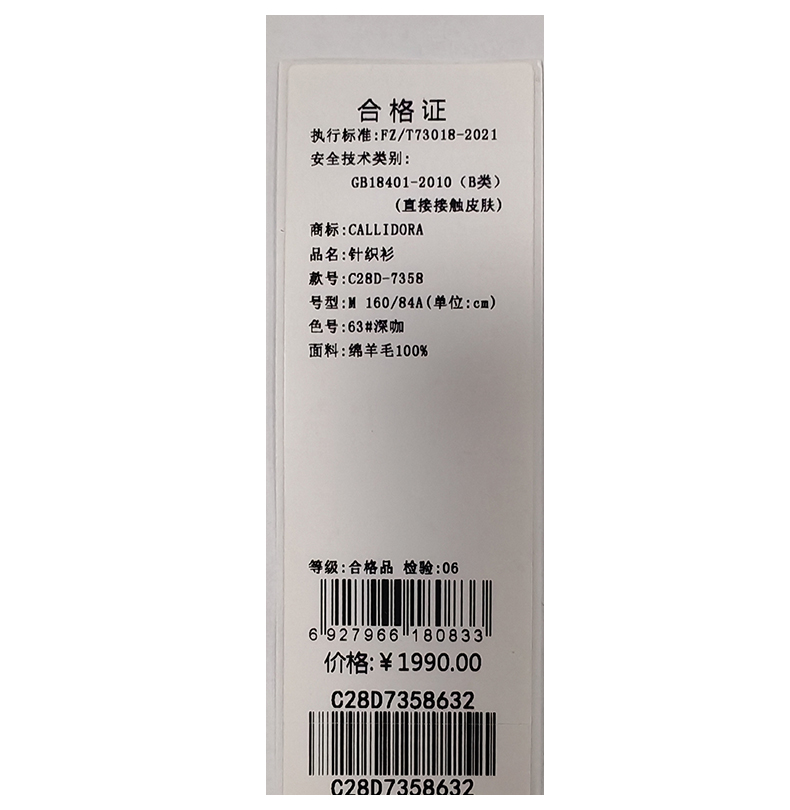 合格证
执行标准:FZ/T73018-2021
安全技术类别:
GB18401-2010(B类)
(直接接触皮肤)
商标:CALLIDORA
品名:针织衫
款号:C28D-7358
号型:M 160/84A(单位:cm)
色号:63#深咖
面料:绵羊毛100%
等级:合格品 检验:06
6 927966 180833
价格:¥1990.00
C28D7358632
C28D7358632